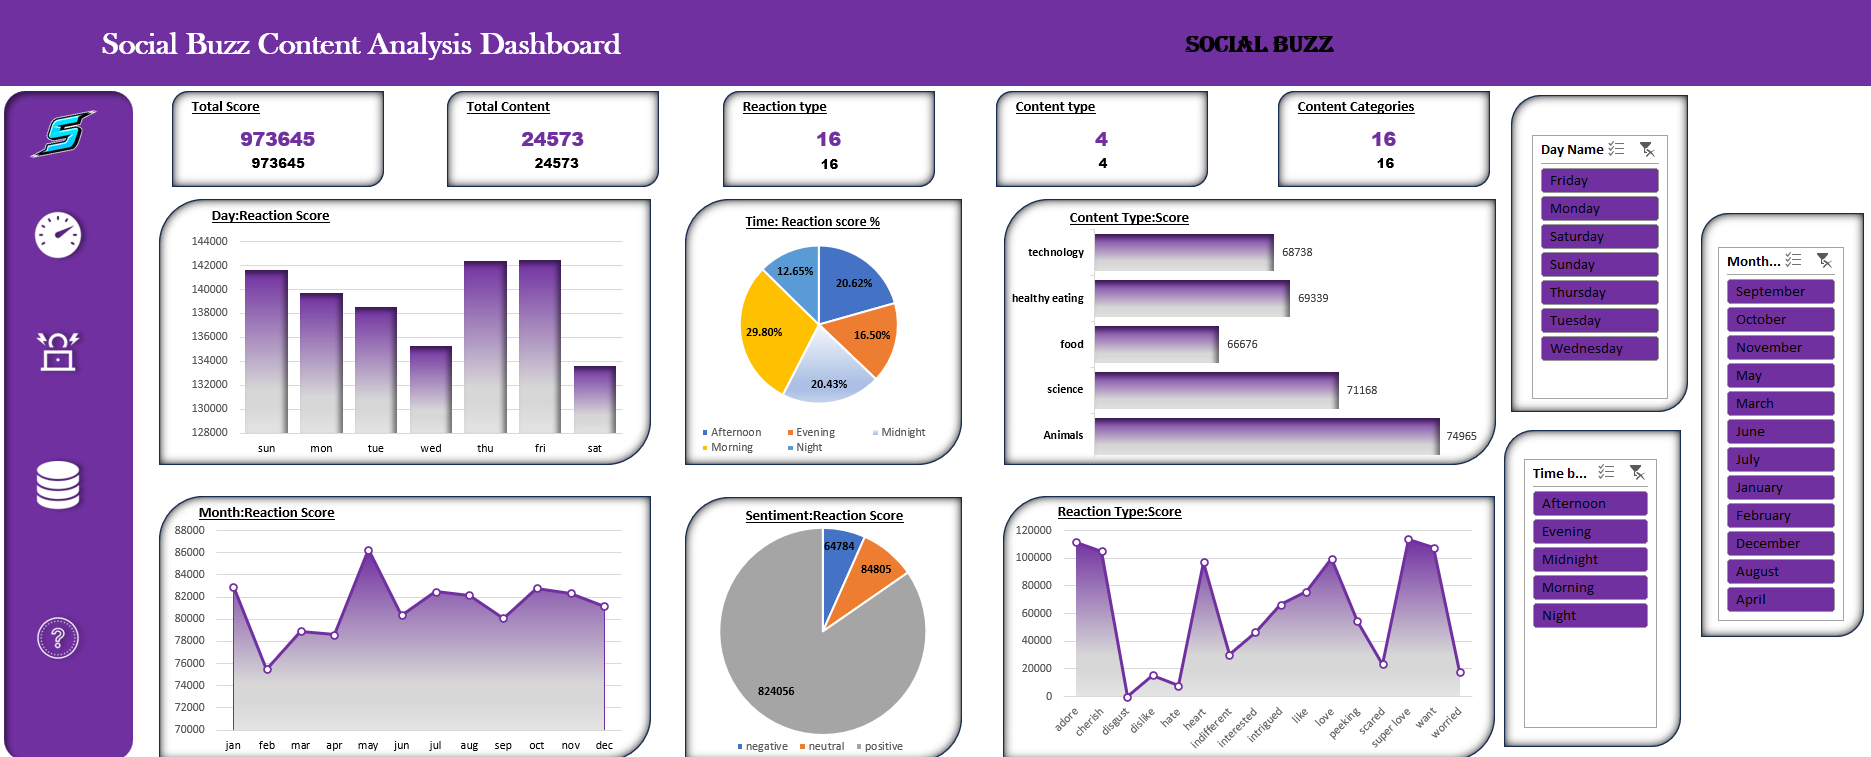 Social Buzz Content Analysis Dashboard
SOCIAL BUZZ
S
Total Score
973645
973645
Total Content
24573
24573
Reaction type
16
16
Content type
4
4
Content Categories
16
16
Day:Reaction Score
144000
142000
140000
138000
136000
134000
132000
130000
128000
sun mon tue wed thu fri sat
Time: Reaction score %
12.65%
20.62%
29.80%
16.50%
20.43%
Afternoon Evening Midnight
Morning Night
Content Type:Score
technology 68738
healthy eating 69339
food 66676
science 71168
Animals 74965
Day Name
Friday
Monday
Saturday
Sunday
Thursday
Tuesday
Wednesday
Month...
September
October
November
May
March
June
July
January
February
December
August
April
Month:Reaction Score
88000
86000
84000
82000
80000
78000
76000
74000
72000
70000
jan feb mar apr may jun jul aug sep oct nov dec
Sentiment:Reaction Score
64784
84805
824056
negative neutral positive
Reaction Type:Score
120000
100000
80000
60000
40000
20000
0
adore cherish disgust dislike hate heart indifferent interested intrigued like love peeking scared super love want worried
Time b...
Afternoon
Evening
Midnight
Morning
Night
?